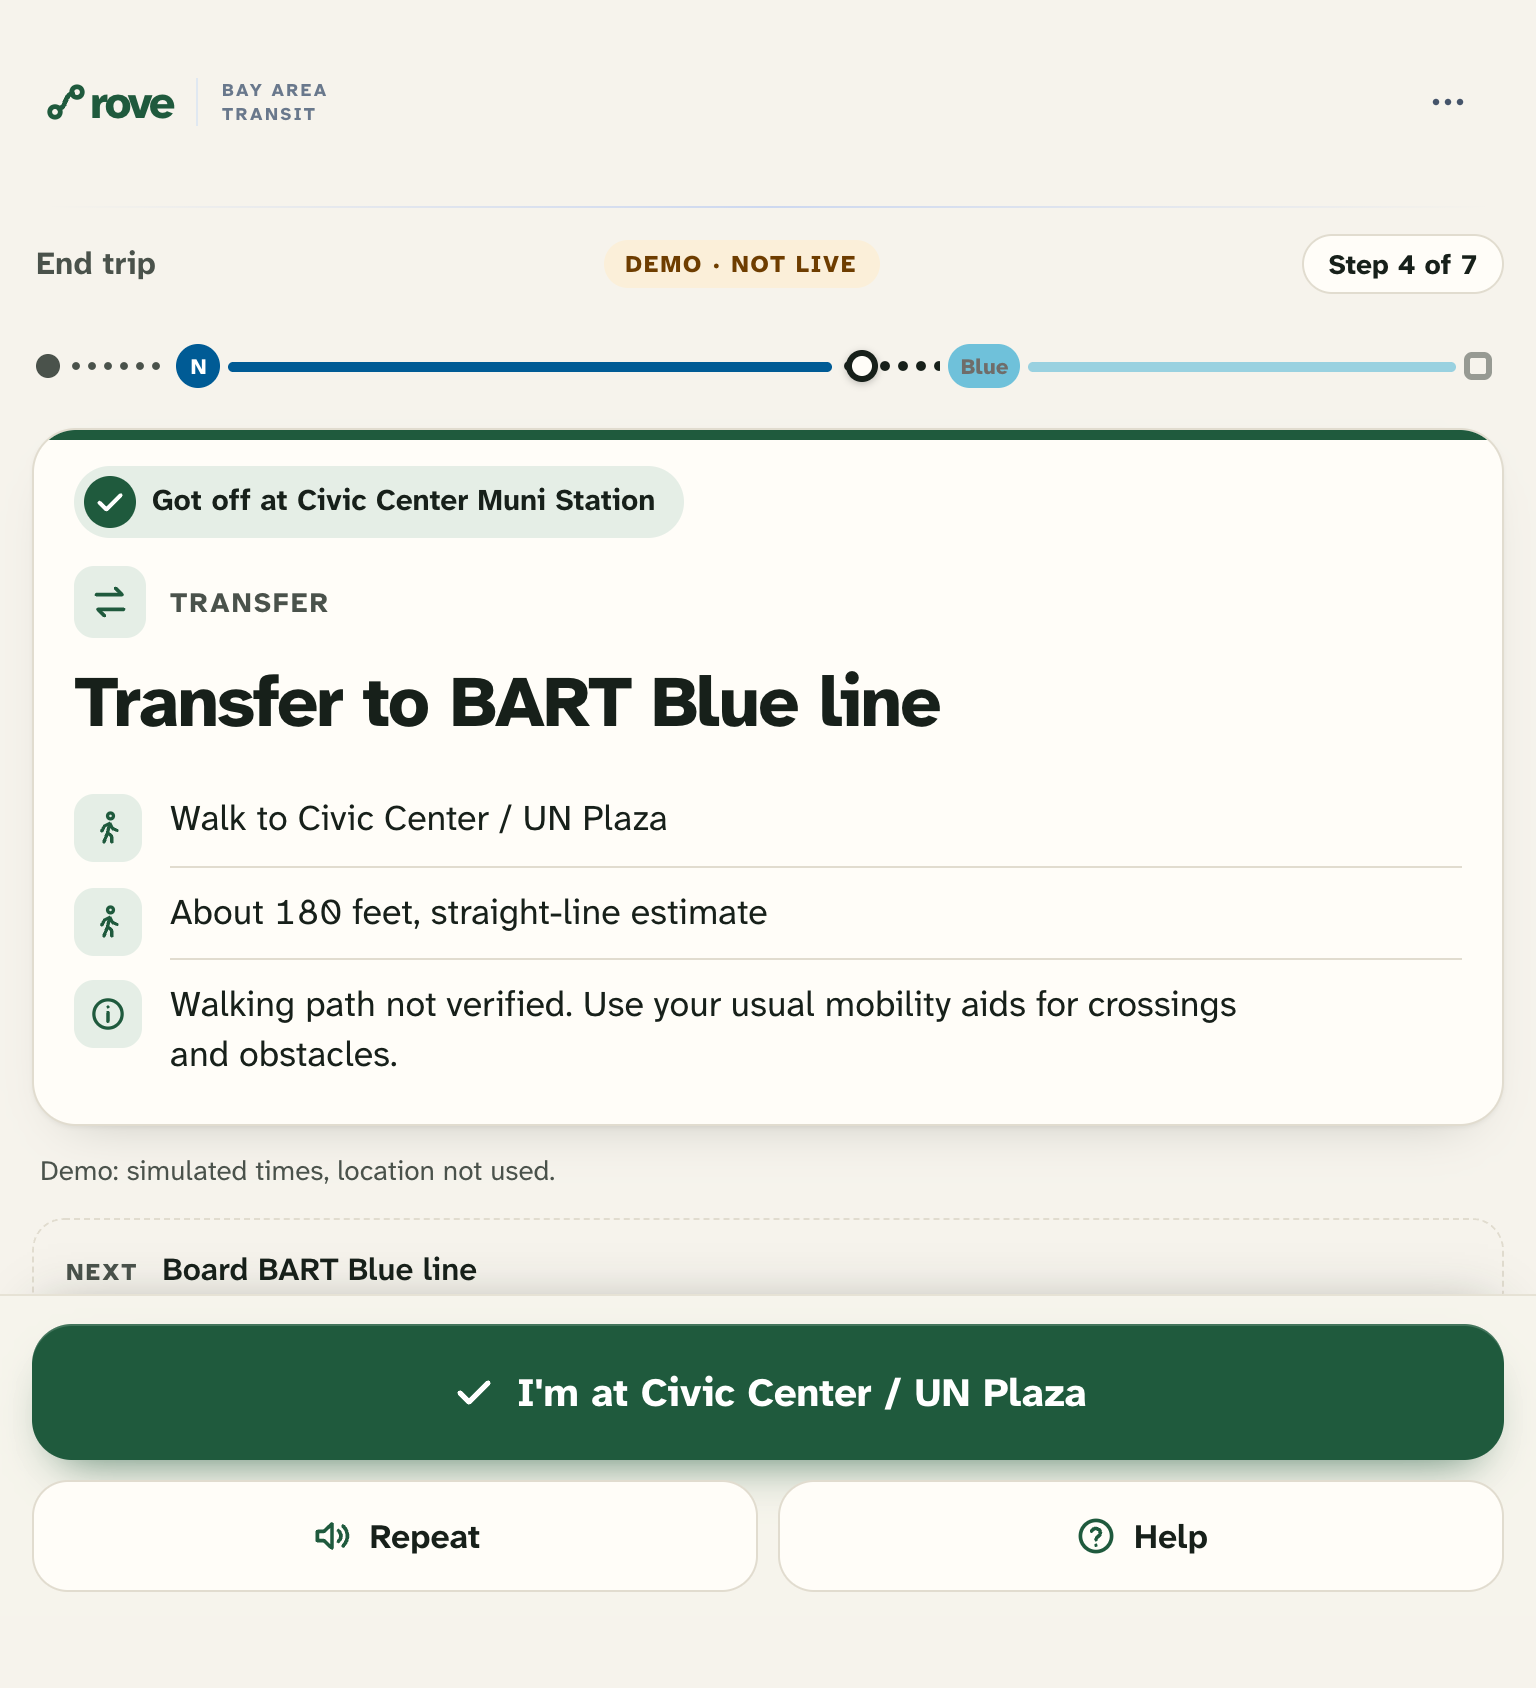 rove
BAY AREA
TRANSIT
End trip
DEMO · NOT LIVE
Step 4 of 7
N
Blue
Got off at Civic Center Muni Station
TRANSFER
Transfer to BART Blue line
Walk to Civic Center / UN Plaza
About 180 feet, straight-line estimate
Walking path not verified. Use your usual mobility aids for crossings
and obstacles.
Demo: simulated times, location not used.
NEXT Board BART Blue line
I'm at Civic Center / UN Plaza
Repeat
Help